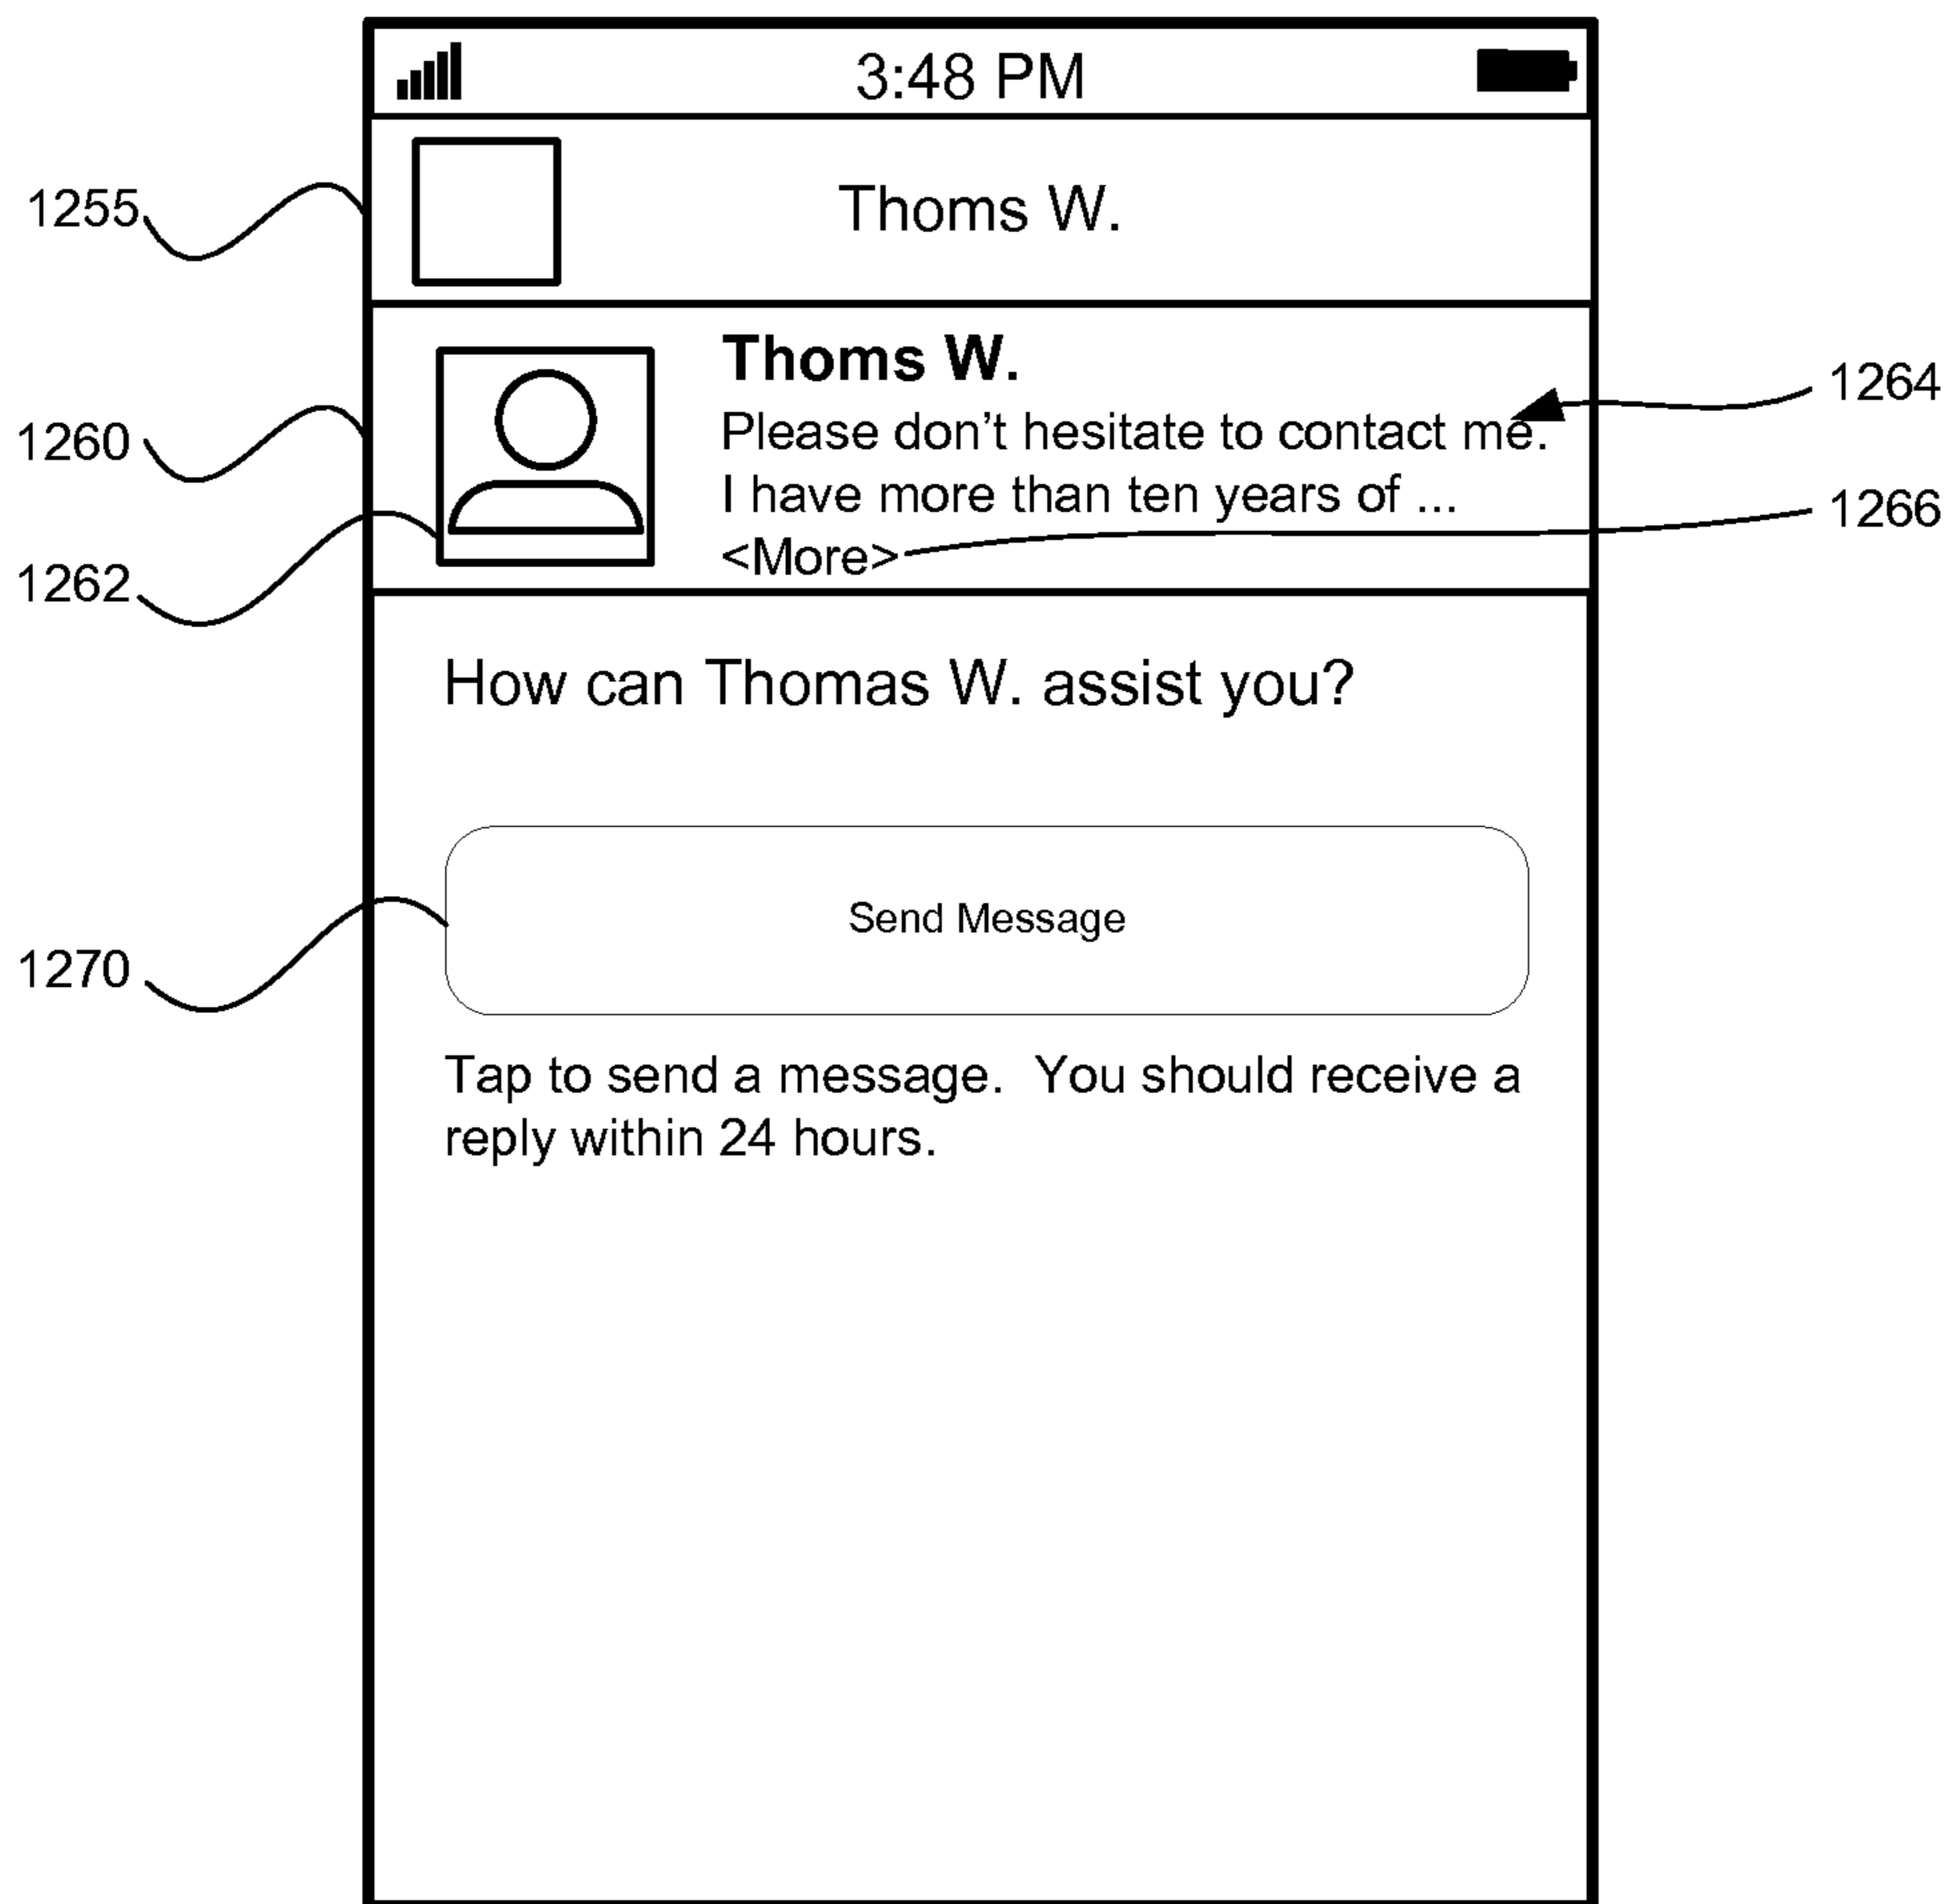 3:48 PM
1255
Thoms W.
Thoms W.
1264
Please don't hesitate to contact me.
1260
I have more than ten years of ...
1266
<More>
1262
How can Thomas W. assist you?
Send Message
1270
Tap to send a message.  You should receive a
reply within 24 hours.